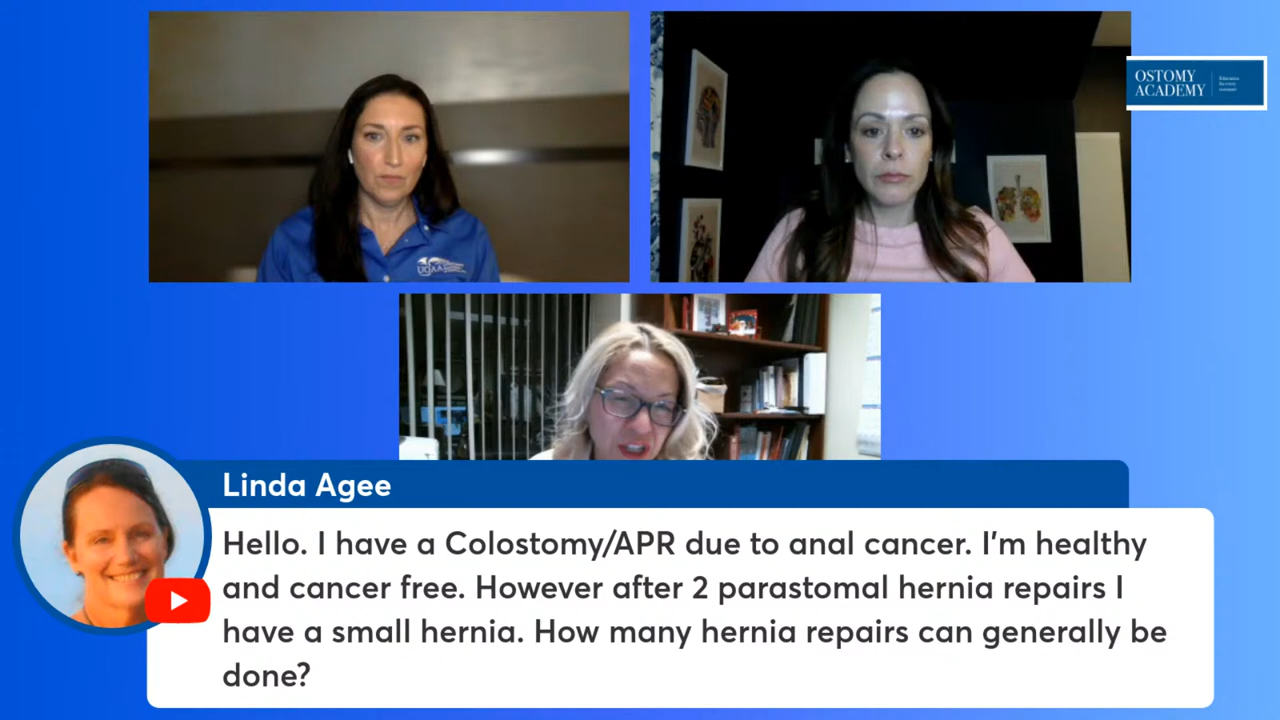 OSTOMY
ACADEMY
UOAA
Linda Agee
Hello. I have a Colostomy/APR due to anal cancer. I'm healthy
and cancer free. However after 2 parastomal hernia repairs I
have a small hernia. How many hernia repairs can generally be
done?